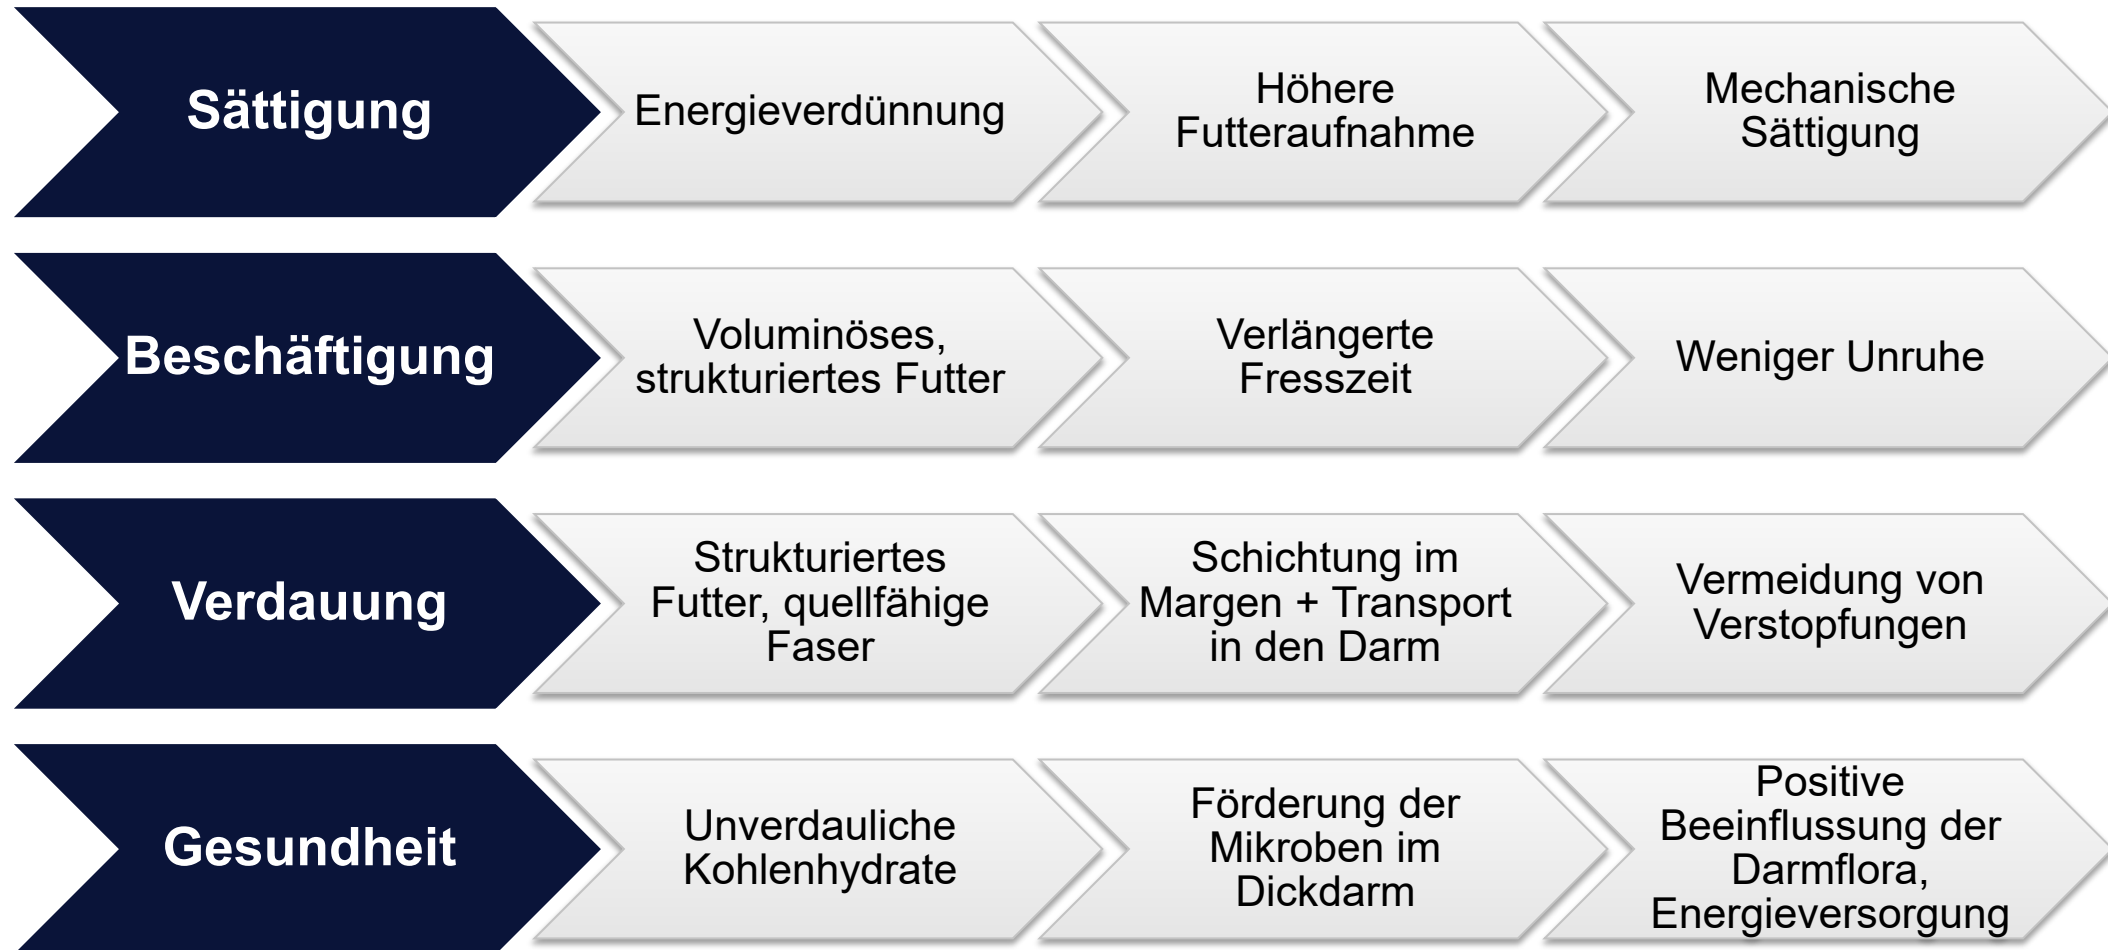 Sättigung
Energieverdünnung
Höhere
Futteraufnahme
Mechanische
Sättigung
Beschäftigung
Voluminöses,
strukturiertes Futter
Verlängerte
Fresszeit
Weniger Unruhe
Verdauung
Strukturiertes
Futter, quellfähige
Faser
Schichtung im
Margen + Transport
in den Darm
Vermeidung von
Verstopfungen
Gesundheit
Unverdauliche
Kohlenhydrate
Förderung der
Mikroben im
Dickdarm
Positive
Beeinflussung der
Darmflora,
Energieversorgung